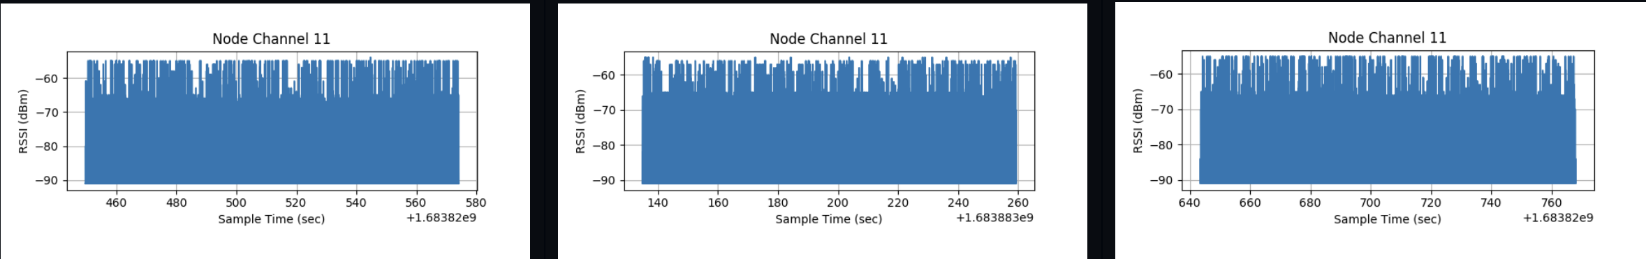 Node Channel 11
RSSI (dBm)
−60
−70
−80
−90
460 480 500 520 540 560 580
Sample Time (sec)
+1.68382e9
Node Channel 11
RSSI (dBm)
−60
−70
−80
−90
140 160 180 200 220 240 260
Sample Time (sec)
+1.683883e9
Node Channel 11
RSSI (dBm)
−60
−70
−80
−90
640 660 680 700 720 740 760
Sample Time (sec)
+1.68382e9